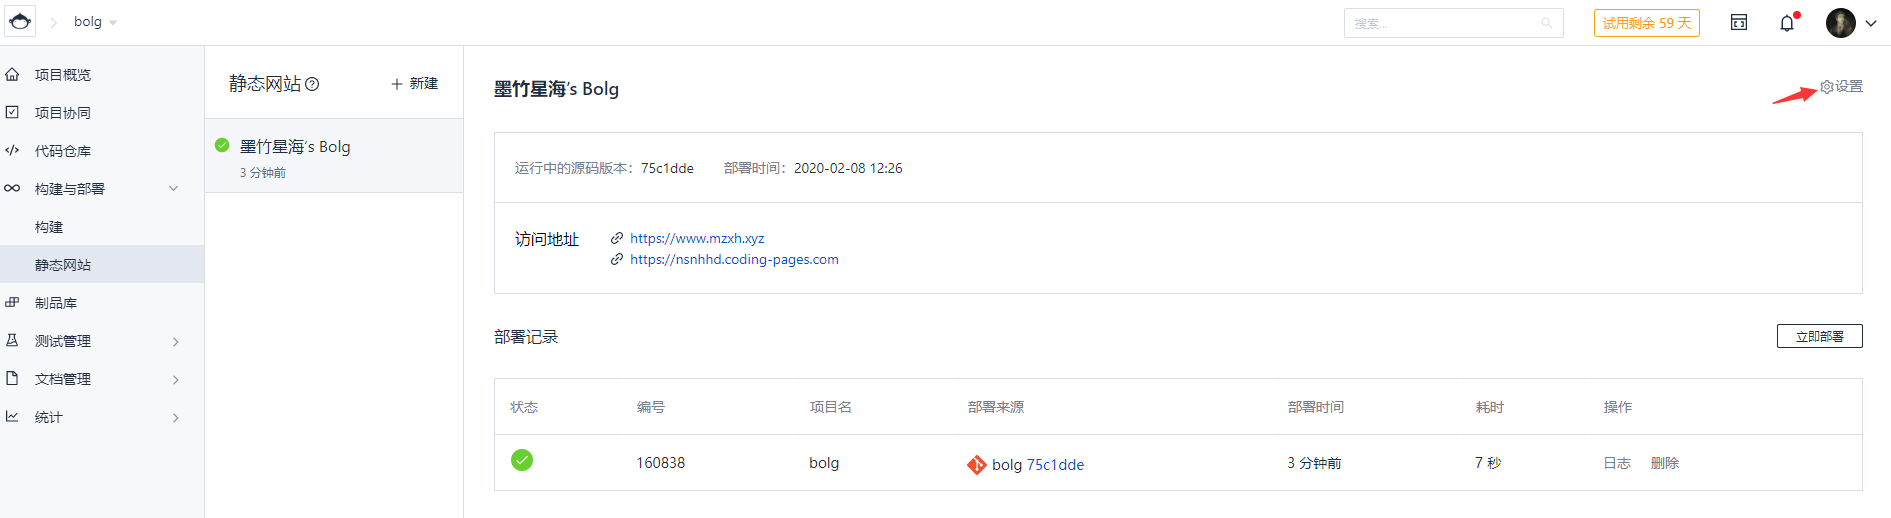 bolg
搜索...
试用剩余 59 天
项目概览
项目协同
代码仓库
构建与部署
构建
静态网站
制品库
测试管理
文档管理
统计
静态网站
新建
墨竹星海's Bolg
3 分钟前
墨竹星海's Bolg
设置
运行中的源码版本：75c1dde 部署时间：2020-02-08 12:26
访问地址
https://www.mzxh.xyz
https://nsnhhd.coding-pages.com
部署记录
立即部署
状态 编号 项目名 部署来源 部署时间 耗时 操作
160838 bolg bolg 75c1dde 3 分钟前 7 秒 日志 删除